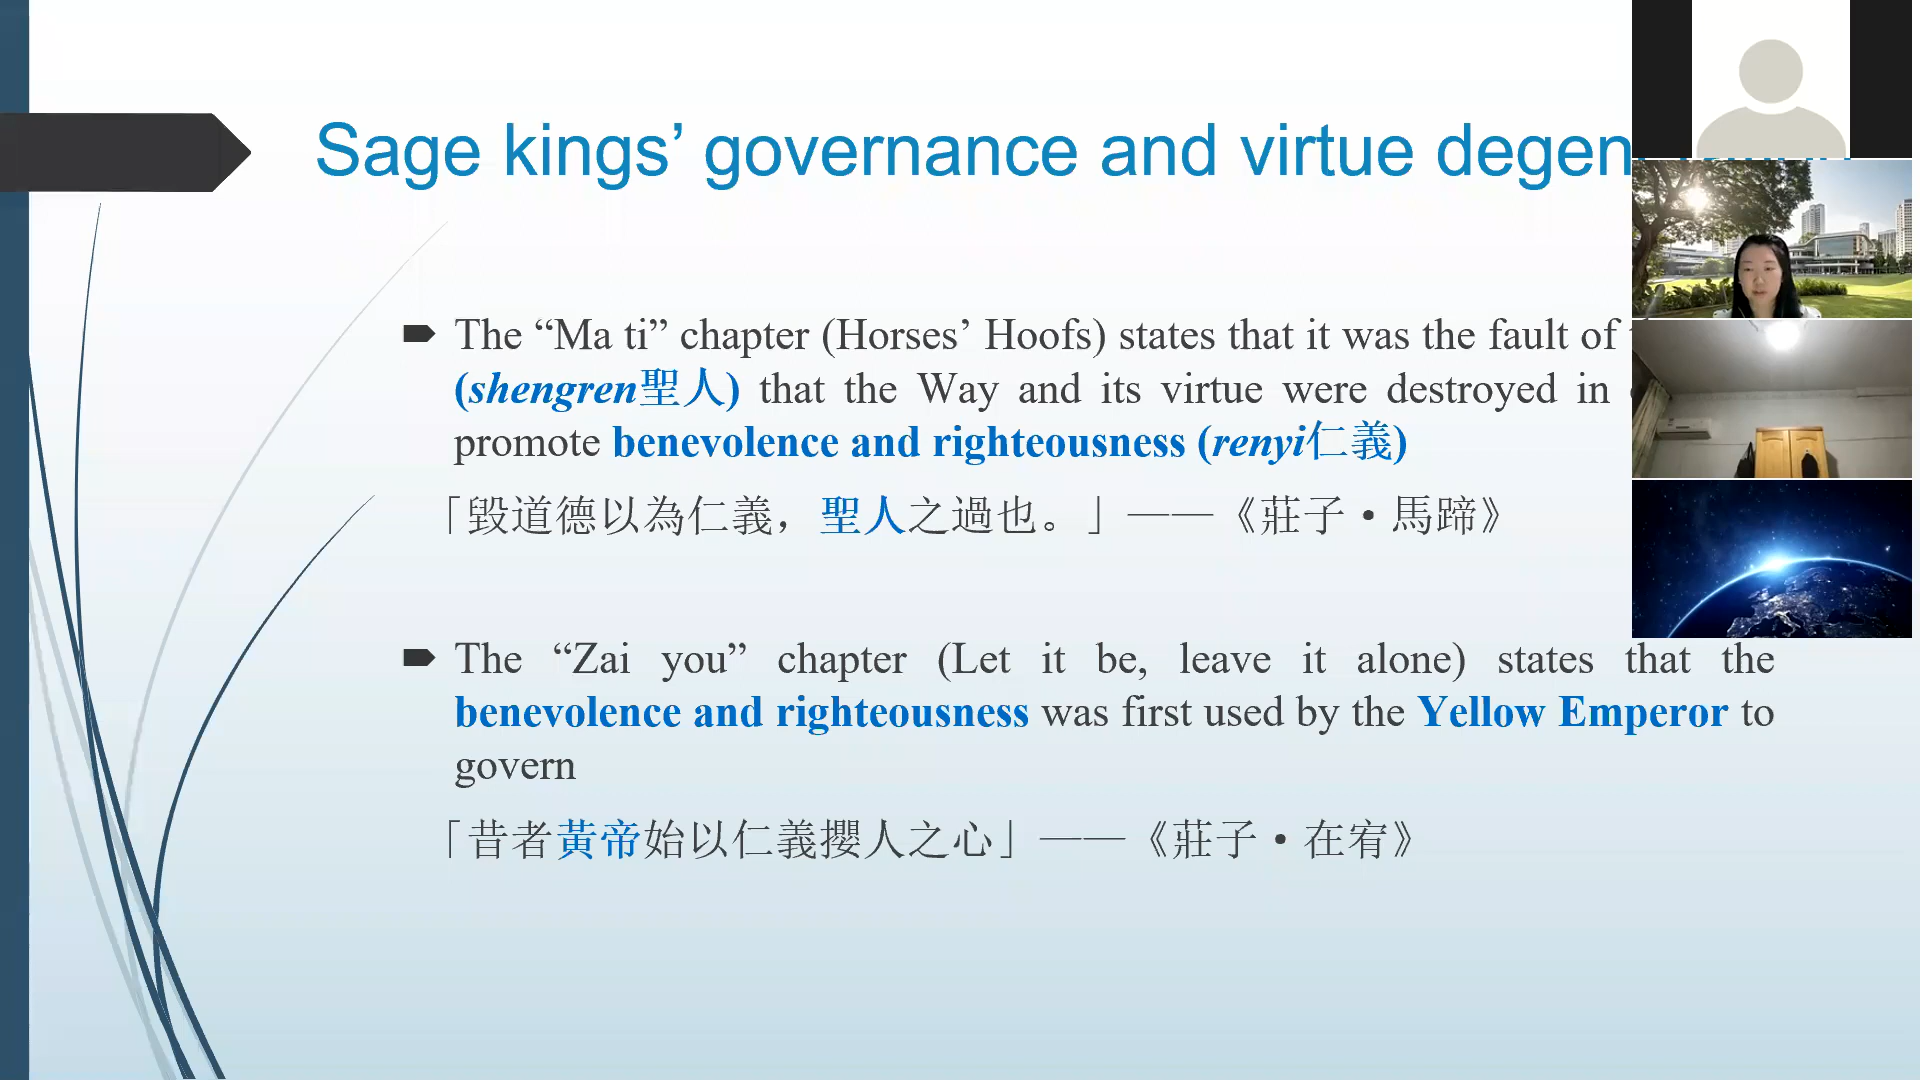 Sage kings’ governance and virtue
The “Ma ti” chapter (Horses’ Hoofs) states that it was the fault of
(shengren聖人) that the Way and its virtue were destroyed in
promote benevolence and righteousness (renyi仁義)
「毀道德以為仁義，聖人之過也。」——《莊子•馬蹄》
The “Zai you” chapter (Let it be, leave it alone) states that the
benevolence and righteousness was first used by the Yellow Emperor to
govern
「昔者黃帝始以仁義攖人之心」——《莊子•在宥》